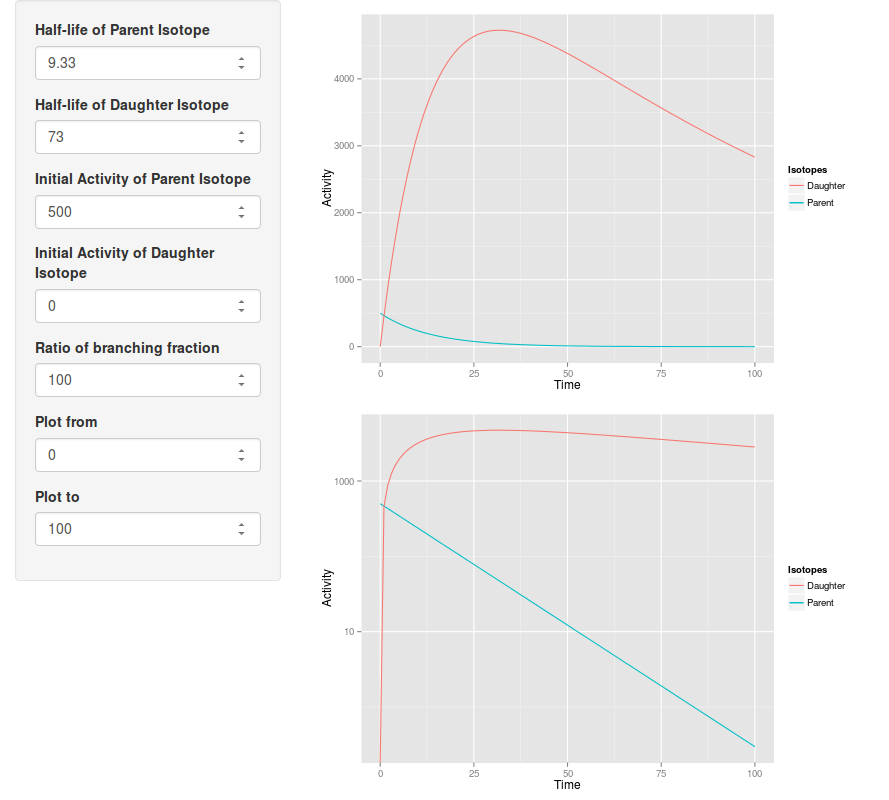 Half-life of Parent Isotope
9.33
Half-life of Daughter Isotope
73
Initial Activity of Parent Isotope
500
Initial Activity of Daughter
Isotope
0
Ratio of branching fraction
100
Plot from
0
Plot to
100
Activity
4000
3000
2000
1000
0
0 25 50 75 100
Time
Isotopes
Daughter
Parent
Activity
1000
10
0 25 50 75 100
Time
Isotopes
Daughter
Parent